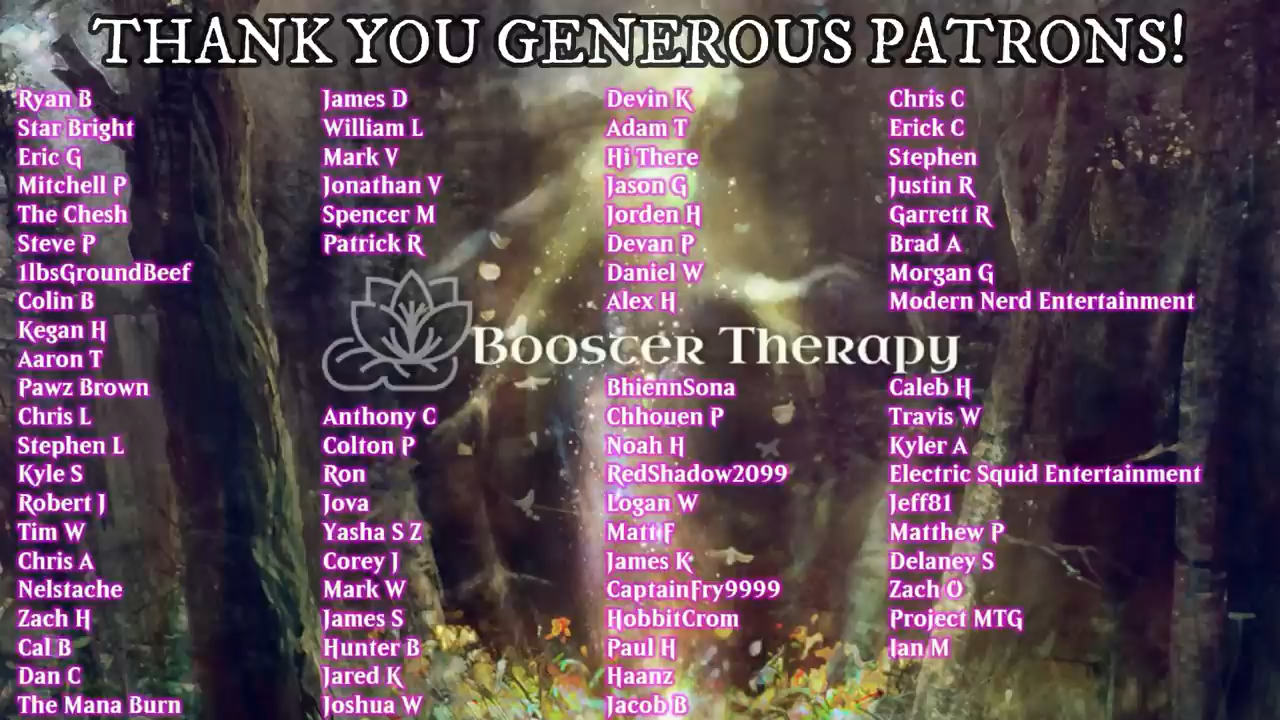 THANK YOU GENEROUS PATRONS!
Ryan B
Star Bright
Eric G
Mitchell P
The Chesh
Steve P
1lbsGroundBeef
Colin B
Kegan H
Aaron T
Pawz Brown
Chris L
Stephen L
Kyle S
Robert J
Tim W
Chris A
Nelstache
Zach H
Cal B
Dan C
The Mana Burn
James D
William L
Mark V
Jonathan V
Spencer M
Patrick R
Booster Therapy
Anthony C
Colton P
Ron
Jova
Yasha S Z
Corey J
Mark W
James S
Hunter B
Jared K
Joshua W
Devin K
Adam T
Hi There
Jason G
Jorden H
Devan P
Daniel W
Alex H
BhiennSona
Chhouen P
Noah H
RedShadow2099
Logan W
Matt F
James K
CaptainFry9999
HobbitCrom
Paul H
Haanz
Jacob B
Chris C
Erick C
Stephen
Justin R
Garrett R
Brad A
Morgan G
Modern Nerd Entertainment
Caleb H
Travis W
Kyler A
Electric Squid Entertainment
Jeff81
Matthew P
Delaney S
Zach O
Project MTG
Ian M